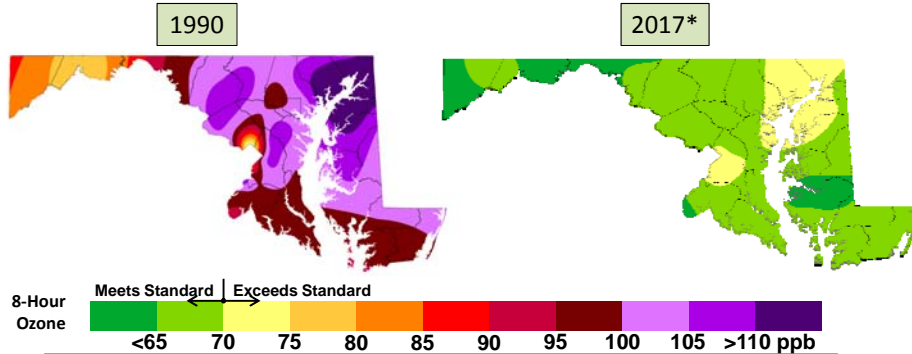 1990
2017*
Meets Standard Exceeds Standard
8-Hour
Ozone
<65 70 75 80 85 90 95 100 105 >110 ppb